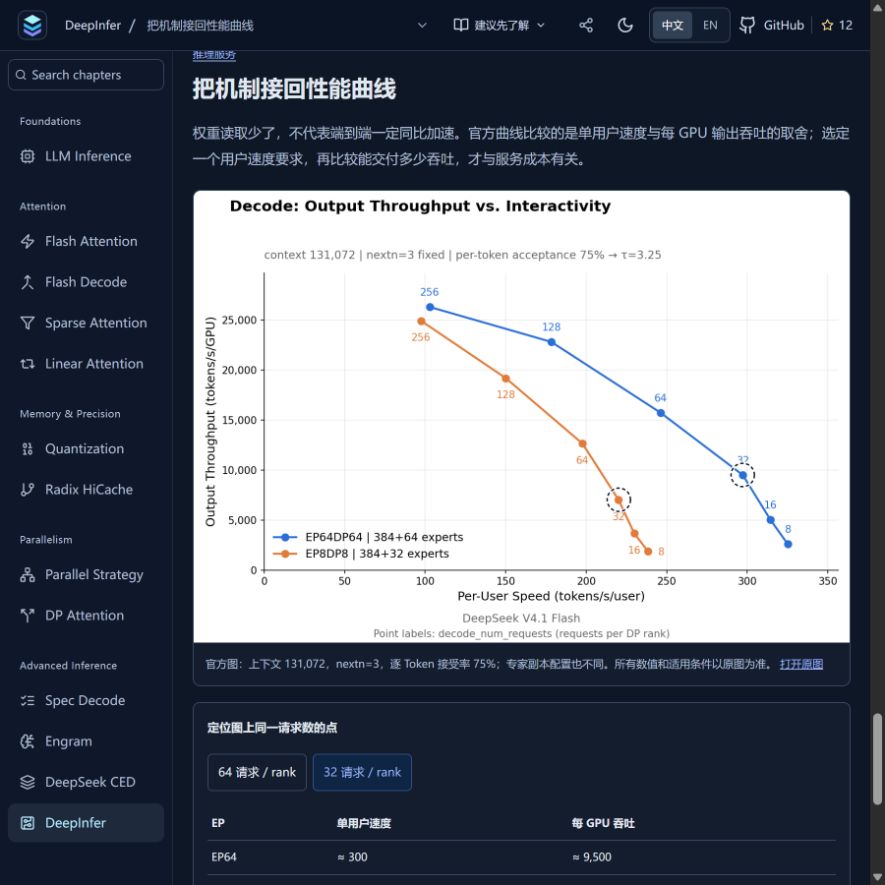 DeepInfer / 把机制接回性能曲线
建议先了解
中文 EN
GitHub
12
Search chapters
Foundations
LLM Inference
Attention
Flash Attention
Flash Decode
Sparse Attention
Linear Attention
Memory & Precision
Quantization
Radix HiCache
Parallelism
Parallel Strategy
DP Attention
Advanced Inference
Spec Decode
Engram
DeepSeek CED
DeepInfer
推理服务
把机制接回性能曲线
权重读取少了，不代表端到端一定同比加速。官方曲线比较的是单用户速度与每 GPU 输出吞吐的取舍；选定
一个用户速度要求，再比较能交付多少吞吐，才与服务成本有关。
Decode: Output Throughput vs. Interactivity
context 131,072 | nextn=3 fixed | per-token acceptance 75% → τ=3.25
Output Throughput (tokens/s/GPU)
25,000
20,000
15,000
10,000
5,000
0
256
128
64
32
16
8
256
128
64
32
16
8
EP64DP64 | 384+64 experts
EP8DP8 | 384+32 experts
0 50 100 150 200 250 300 350
Per-User Speed (tokens/s/user)
DeepSeek V4.1 Flash
Point labels: decode_num_requests (requests per DP rank)
官方图：上下文 131,072，nextn=3，逐 Token 接受率 75%；专家副本配置也不同。所有数值和适用条件以原图为准。 打开原图
定位图上同一请求数的点
64 请求 / rank
32 请求 / rank
EP 单用户速度 每 GPU 吞吐
EP64 ≈ 300 ≈ 9,500